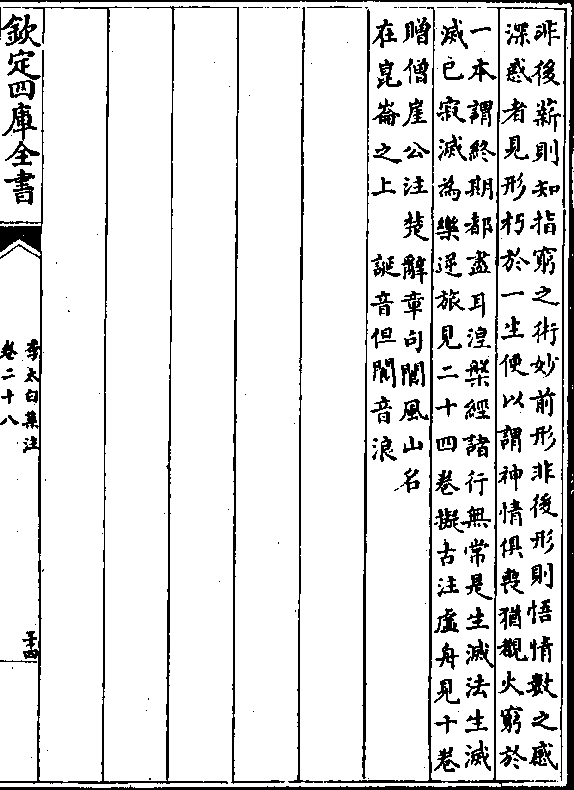 非後薪則知指窮之術妙前形非後形則悟情數之感
深惑者見形朽於一生便以謂神情俱喪猶觀火窮於
一本謂終期都盡耳湼槃經諸行無常是生滅法生滅
滅已寂滅為樂逆旅見二十四卷擬古注虛舟見十卷
贈僧崖公注楚辭章句閬風山名
在崑崙之上　誕音但閬音浪
欽定四庫全書
李太白集注
卷二十八
三十四